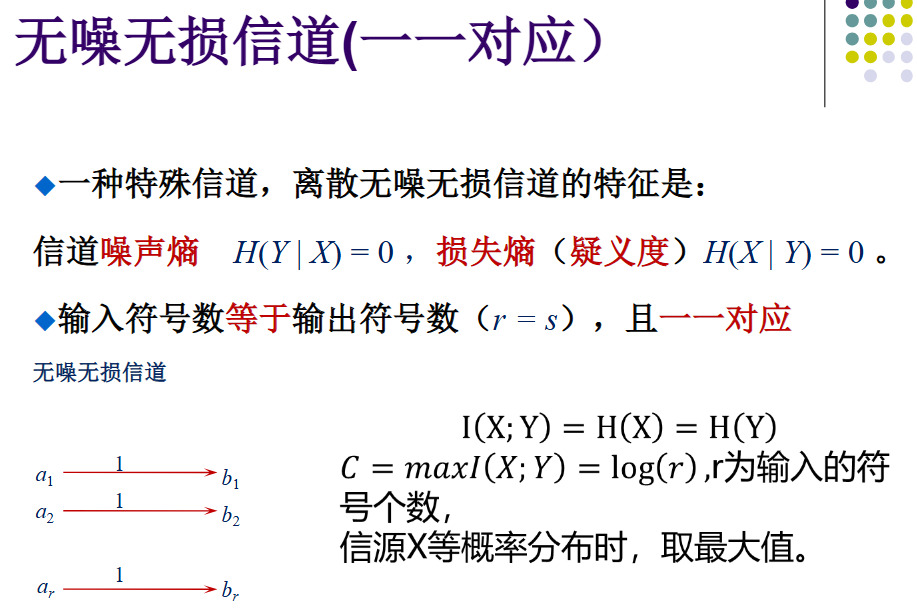 无噪无损信道(一一对应）
◆一种特殊信道，离散无噪无损信道的特征是：
信道噪声熵 H(Y | X) = 0 ，损失熵（疑义度）H(X | Y) = 0 。
◆输入符号数等于输出符号数（r = s），且一一对应
无噪无损信道
I(X; Y) = H(X) = H(Y)
C = maxI(X; Y) = log(r) ,r为输入的符
号个数，
信源X等概率分布时，取最大值。
a₁ 1 b₁
a₂ 1 b₂
aᵣ 1 bᵣ